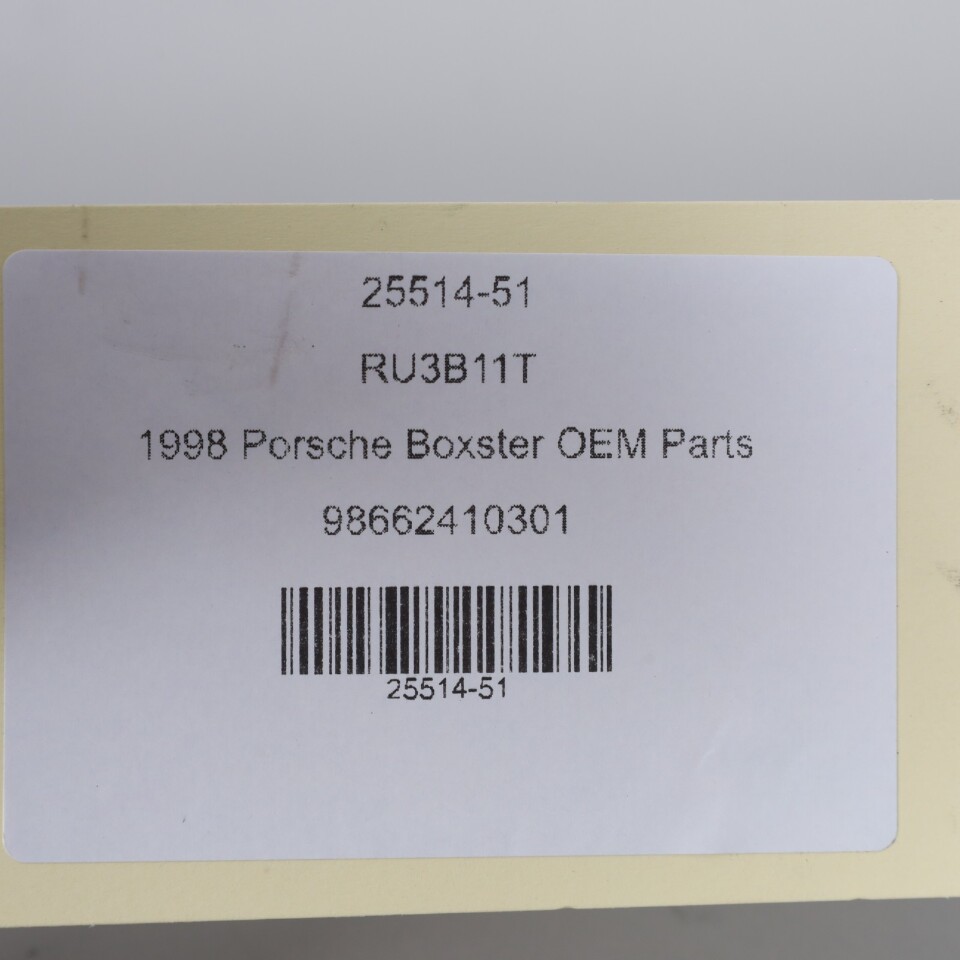 25514-51
RU3B11T
1998 Porsche Boxster OEM Parts
98662410301
25514-51